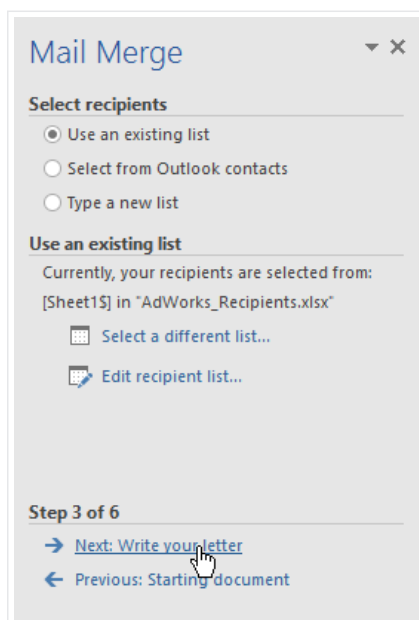 Mail Merge
Select recipients
Use an existing list
Select from Outlook contacts
Type a new list
Use an existing list
Currently, your recipients are selected from:
[Sheet1$] in "AdWorks_Recipients.xlsx"
Select a different list...
Edit recipient list...
Step 3 of 6
Next: Write your letter
Previous: Starting document